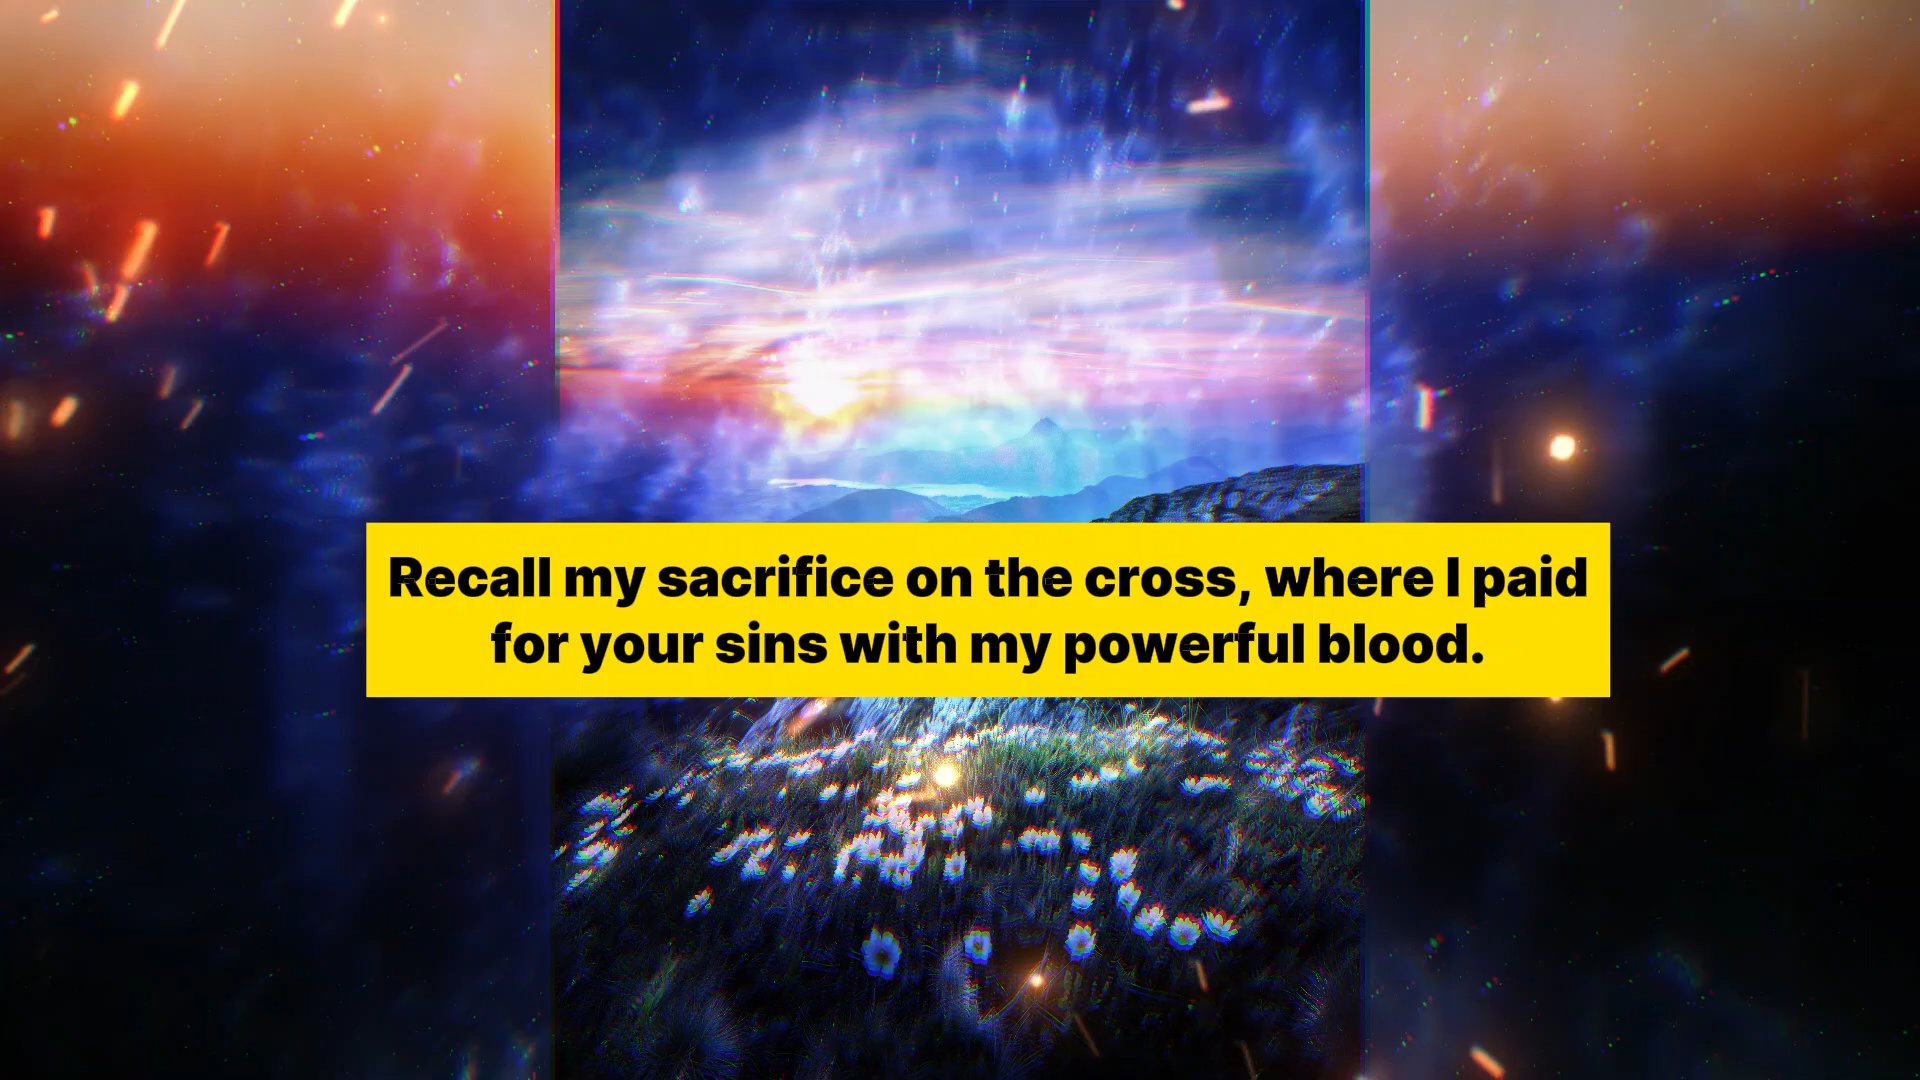 Recall my sacrifice on the cross, where I paid
for your sins with my powerful blood.